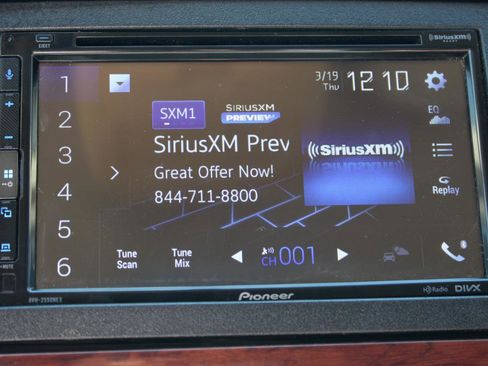 EJECT
SiriusXM
READY
1
3/19
Thu
12:10
2
SXM1
SIRIUSXM
PREVIEW
EQ
3
SiriusXM Prev
((SiriusXM))
Great Offer Now!
4
844-711-8800
Replay
5
Tune
Scan
Tune
Mix
CH 001
6
MUTE
AVH-2550NEX
Pioneer
HD Radio
DIVX